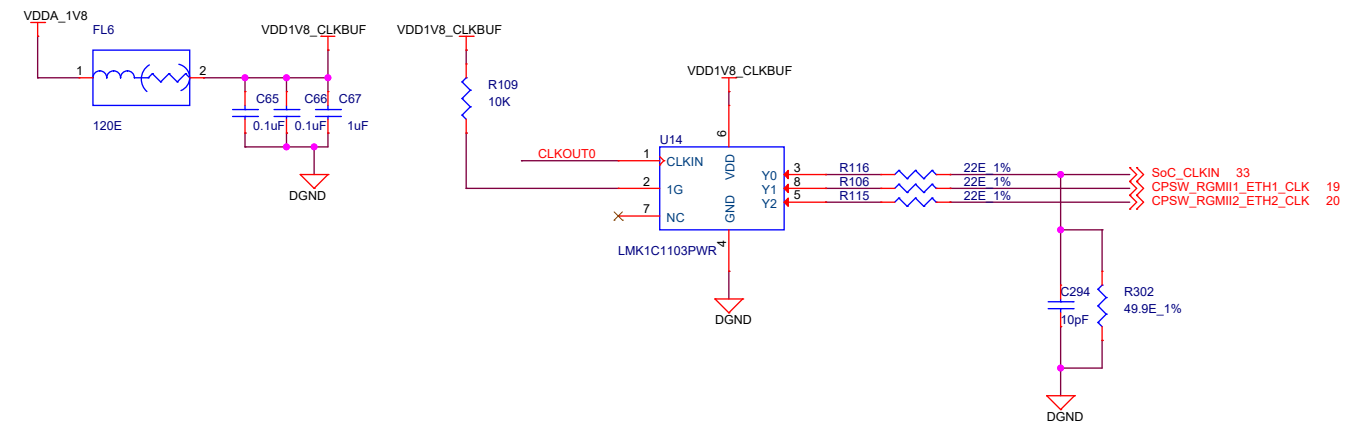 VDDA_1V8
FL6
1
2
120E
VDD1V8_CLKBUF
C65
0.1uF
C66
0.1uF
C67
1uF
DGND
VDD1V8_CLKBUF
R109
10K
VDD1V8_CLKBUF
U14
CLKOUT0
1
CLKIN
2
1G
7
NC
6
VDD
GND
4
Y0
3
Y1
8
Y2
5
LMK1C1103PWR
DGND
R116
22E_1%
R106
22E_1%
R115
22E_1%
SoC_CLKIN 33
CPSW_RGMII1_ETH1_CLK 19
CPSW_RGMII2_ETH2_CLK 20
C294
10pF
R302
49.9E_1%
DGND